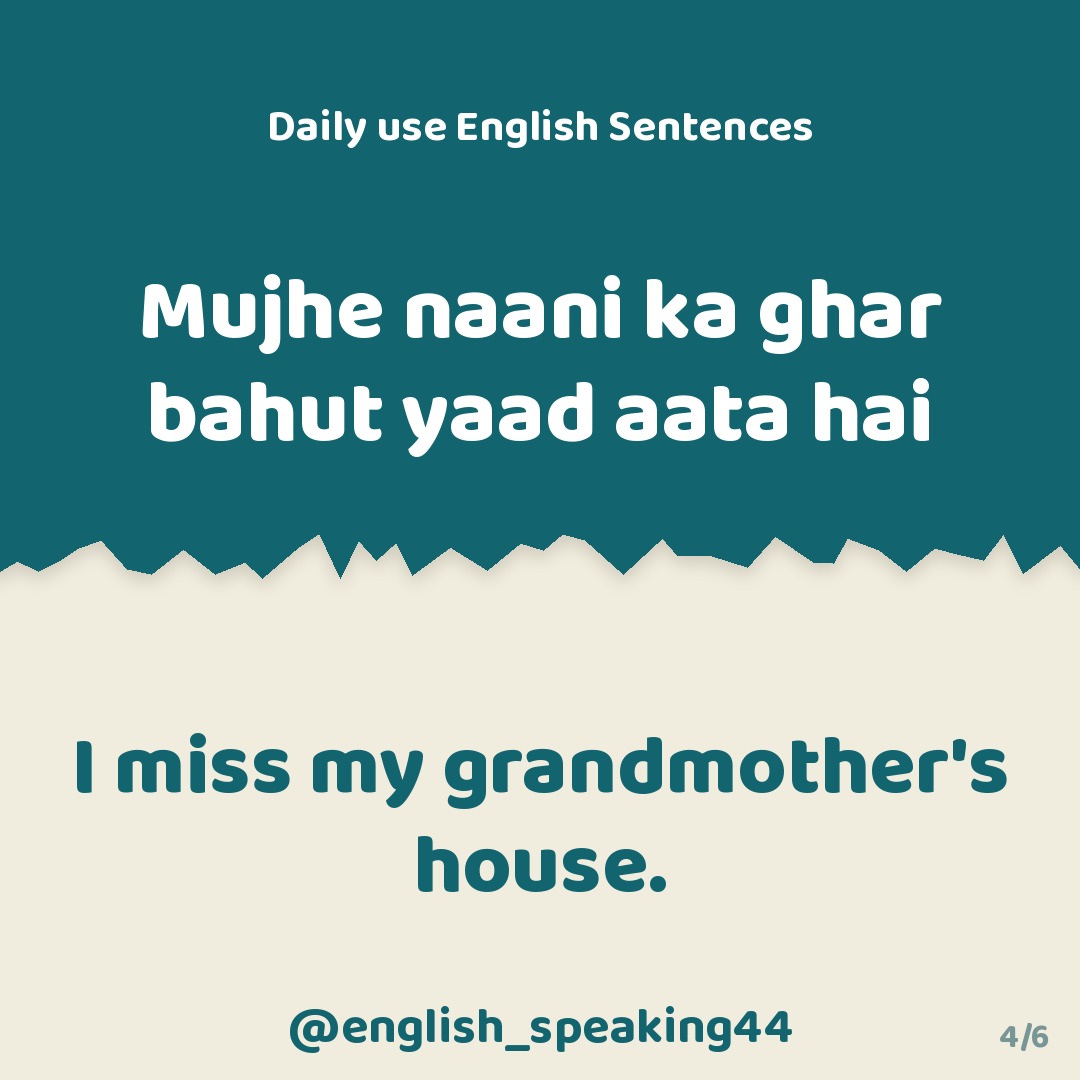 Daily use English Sentences
Mujhe naani ka ghar
bahut yaad aata hai
I miss my grandmother's
house.
@english_speaking44
4/6